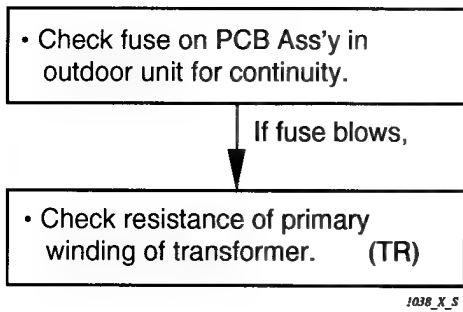 • Check fuse on PCB Ass'y in
outdoor unit for continuity.
If fuse blows,
• Check resistance of primary
winding of transformer. (TR)
!038_X_S